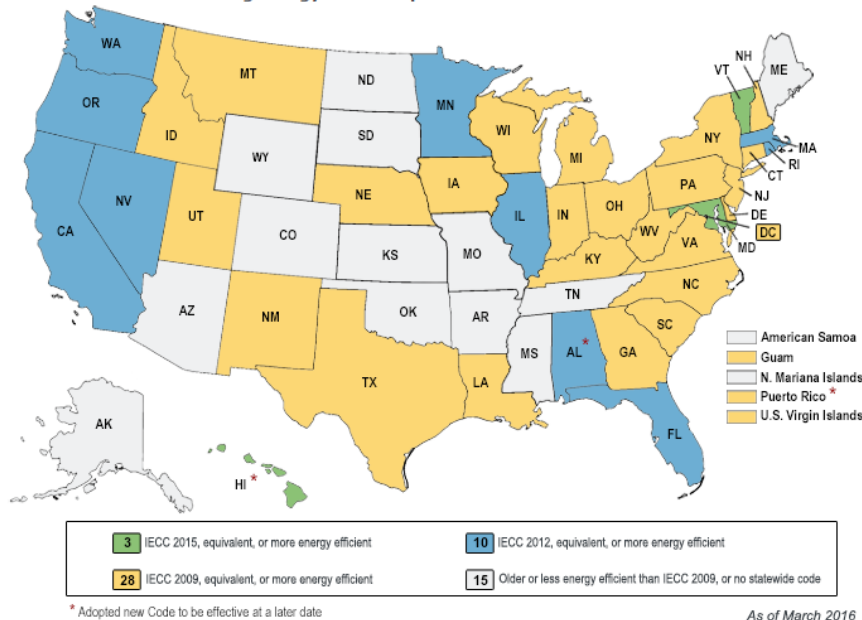 WA
OR
CA
NV
ID
MT
WY
UT
CO
AZ
NM
ND
SD
NE
KS
OK
TX
MN
IA
MO
AR
LA
WI
IL
MI
IN
OH
KY
TN
MS
AL *
GA
FL
SC
NC
VA
WV
PA
NY
VT
NH
ME
MA
RI
CT
NJ
DE
DC
MD
AK
HI *
American Samoa
Guam
N. Mariana Islands
Puerto Rico *
U.S. Virgin Islands
3 IECC 2015, equivalent, or more energy efficient
10 IECC 2012, equivalent, or more energy efficient
28 IECC 2009, equivalent, or more energy efficient
15 Older or less energy efficient than IECC 2009, or no statewide code
* Adopted new Code to be effective at a later date
As of March 2016